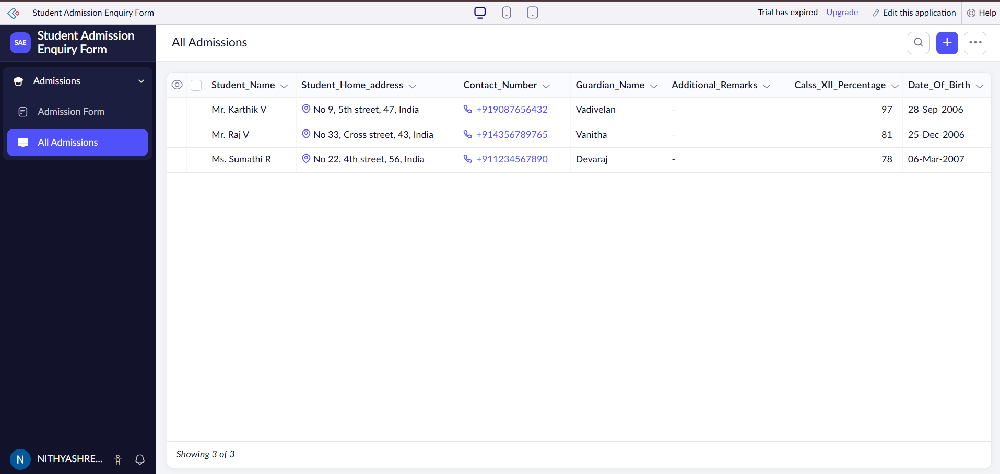 Student Admission Enquiry Form
Trial has expired Upgrade Edit this application Help
SAE Student Admission
Enquiry Form
Admissions
Admission Form
All Admissions
NITHYASHRE...
N
All Admissions
Student_Name Student_Home_address Contact_Number Guardian_Name Additional_Remarks Calss_XII_Percentage Date_Of_Birth
Mr. Karthik V No 9, 5th street, 47, India +919087656432 Vadivelan - 97 28-Sep-2006
Mr. Raj V No 33, Cross street, 43, India +914356789765 Vanitha - 81 25-Dec-2006
Ms. Sumathi R No 22, 4th street, 56, India +911234567890 Devaraj - 78 06-Mar-2007
Showing 3 of 3